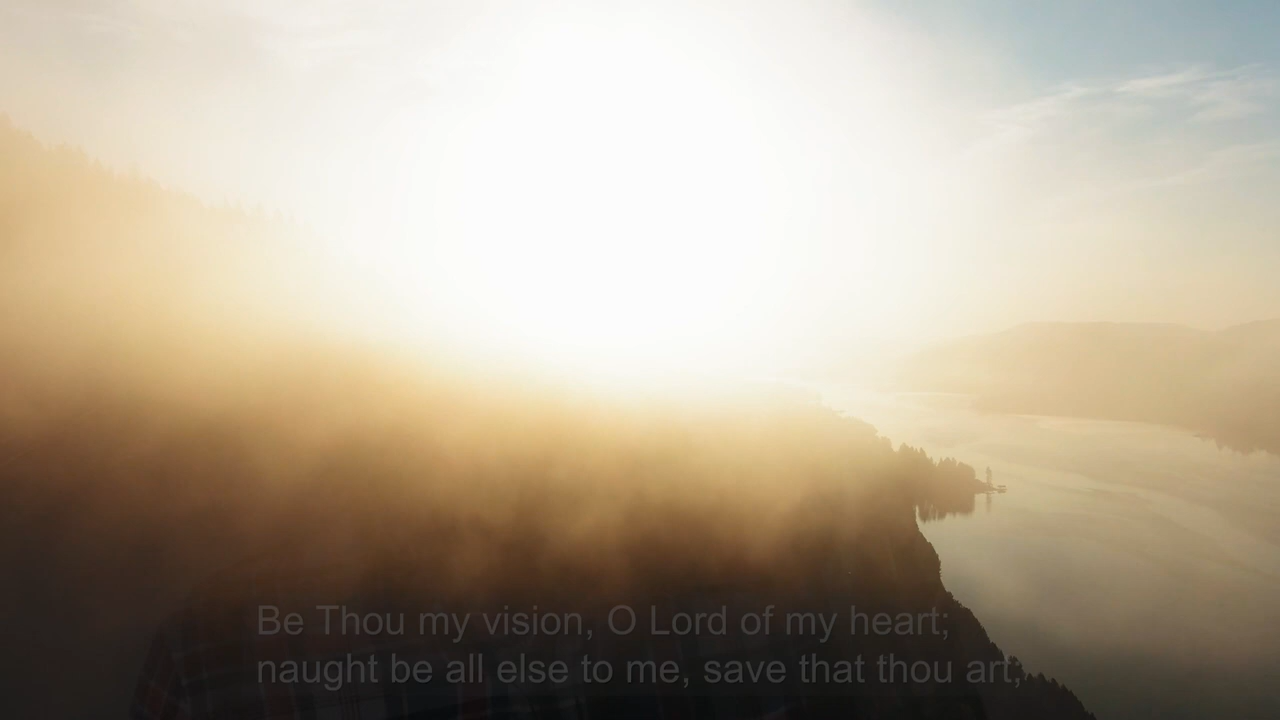 Be Thou my vision, O Lord of my heart;
naught be all else to me, save that thou art;